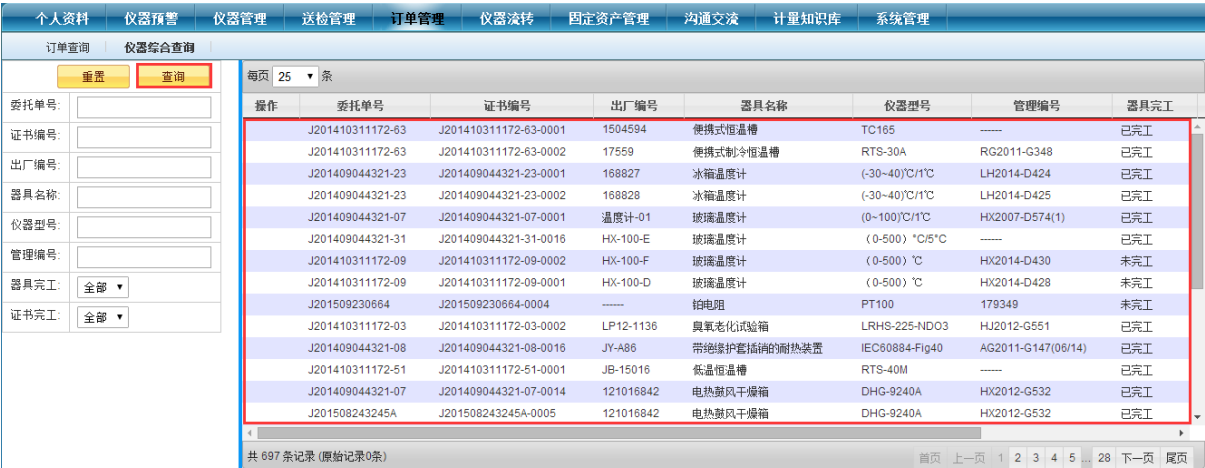 个人资料 仪器预警 仪器管理 送检管理 订单管理 仪器流转 固定资产管理 沟通交流 计量知识库 系统管理
订单查询 仪器综合查询
重置 查询 每页 25 条
委托单号: 操作 委托单号 证书编号 出厂编号 器具名称 仪器型号 管理编号 器具完工
J201410311172-63 J201410311172-63-0001 1504594 便携式恒温槽 TC165 ------ 已完工
证书编号: J201410311172-63 J201410311172-63-0002 17559 便携式制冷恒温槽 RTS-30A RG2011-G348 已完工
出厂编号: J201409044321-23 J201409044321-23-0001 168827 冰箱温度计 (-30~40)℃/1℃ LH2014-D424 已完工
器具名称: J201409044321-23 J201409044321-23-0002 168828 冰箱温度计 (-30~40)℃/1℃ LH2014-D425 已完工
仪器型号: J201409044321-07 J201409044321-07-0001 温度计-01 玻璃温度计 (0~100)℃/1℃ HX2007-D574(1) 已完工
J201409044321-31 J201409044321-31-0016 HX-100-E 玻璃温度计 （0-500）°C/5°C ------ 已完工
管理编号: J201410311172-09 J201410311172-09-0002 HX-100-F 玻璃温度计 （0-500）℃ HX2014-D430 未完工
器具完工: 全部 J201410311172-09 J201410311172-09-0001 HX-100-D 玻璃温度计 （0-500）℃ HX2014-D428 未完工
J201509230664 J201509230664-0004 ------ 铂电阻 PT100 179349 未完工
证书完工: 全部 J201410311172-03 J201410311172-03-0002 LP12-1136 臭氧老化试验箱 LRHS-225-NDO3 HJ2012-G551 已完工
J201409044321-08 J201409044321-08-0016 JY-A86 带绝缘护套插销的耐热装置 IEC60884-Fig40 AG2011-G147(06/14) 已完工
J201410311172-51 J201410311172-51-0001 JB-15016 低温恒温槽 RTS-40M ------ 已完工
J201409044321-07 J201409044321-07-0014 121016842 电热鼓风干燥箱 DHG-9240A HX2012-G532 已完工
J201508243245A J201508243245A-0005 121016842 电热鼓风干燥箱 DHG-9240A HX2012-G532 已完工
共 697 条记录 (原始记录0条) 首页 上一页 1 2 3 4 5 ... 28 下一页 尾页